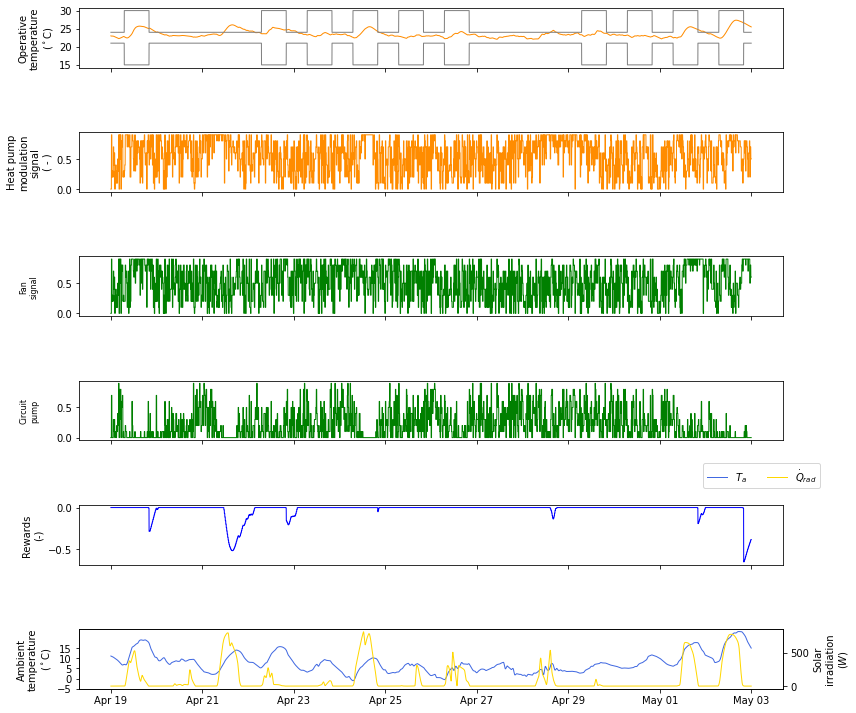 Operative
temperature
(°C)
30
25
20
15
Heat pump
modulation
signal
( - )
0.5
0.0
Fan
signal
0.5
0.0
Circuit
pump
0.5
0.0
T_a Q̇_rad
Rewards
(-)
0.0
−0.5
Ambient
temperature
(°C)
15
10
5
0
−5
500
0
Solar
irradiation
(W)
Apr 19 Apr 21 Apr 23 Apr 25 Apr 27 Apr 29 May 01 May 03